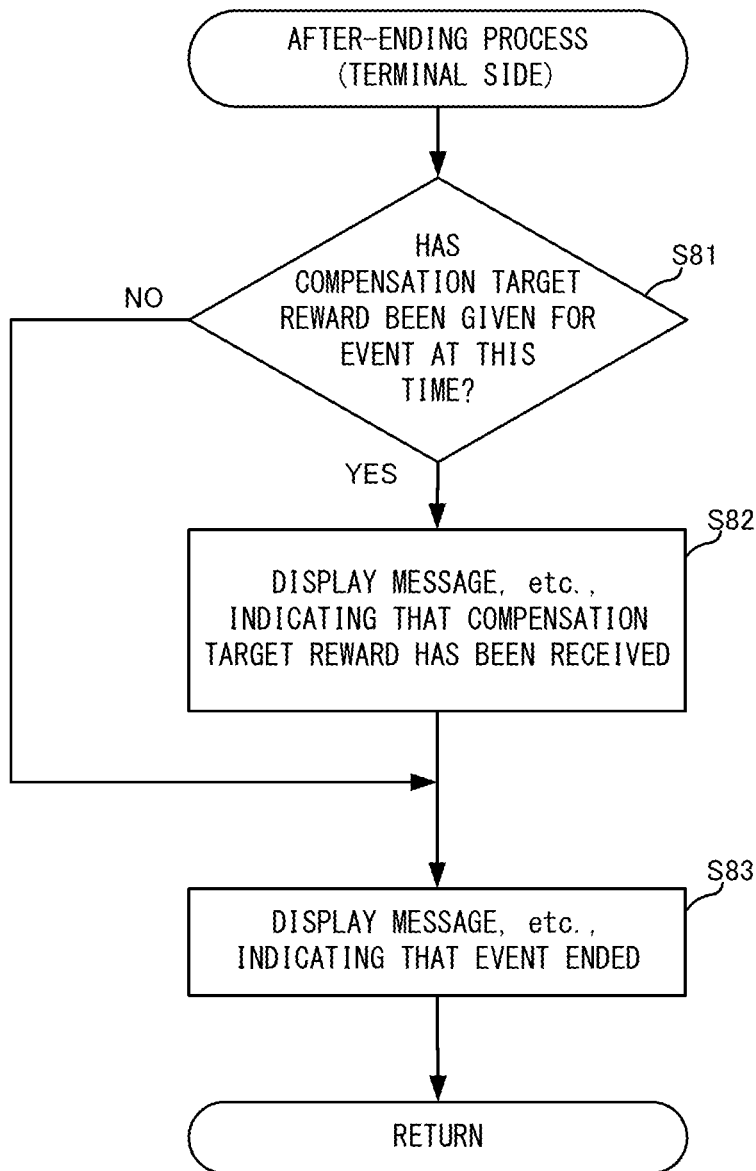 AFTER-ENDING PROCESS
(TERMINAL SIDE)
HAS
COMPENSATION TARGET
REWARD BEEN GIVEN FOR
EVENT AT THIS
TIME?
S81
NO
YES
S82
DISPLAY MESSAGE, etc.,
INDICATING THAT COMPENSATION
TARGET REWARD HAS BEEN RECEIVED
S83
DISPLAY MESSAGE, etc.,
INDICATING THAT EVENT ENDED
RETURN